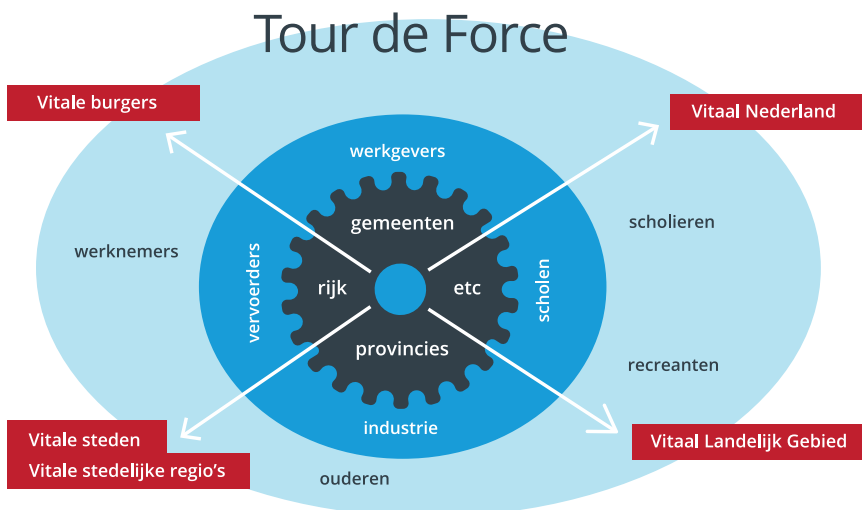 Tour de Force
Vitale burgers
Vitaal Nederland
werkgevers
gemeenten
scholieren
werknemers
vervoerders
rijk
etc
scholen
provincies
recreanten
industrie
Vitale steden
Vitale stedelijke regio's
Vitaal Landelijk Gebied
ouderen